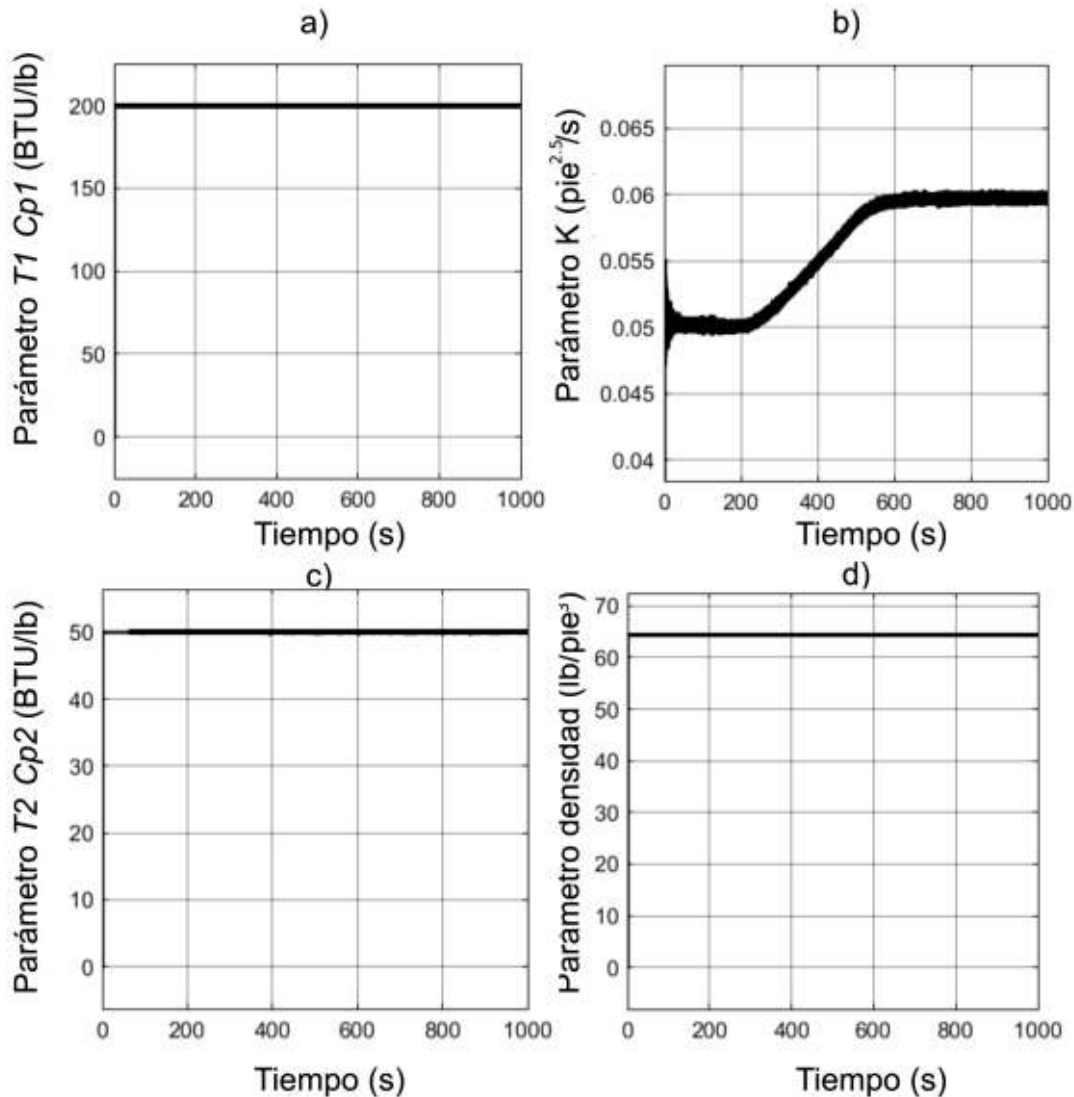 a)
Parámetro T1 Cp1 (BTU/lb)
200
150
100
50
0
0 200 400 600 800 1000
Tiempo (s)
b)
Parámetro K (pie^2.5/s)
0.065
0.06
0.055
0.05
0.045
0.04
0 200 400 600 800 1000
Tiempo (s)
c)
Parámetro T2 Cp2 (BTU/lb)
50
40
30
20
10
0
0 200 400 600 800 1000
Tiempo (s)
d)
Parámetro densidad (lb/pie³)
70
60
50
40
30
20
10
0
0 200 400 600 800 1000
Tiempo (s)